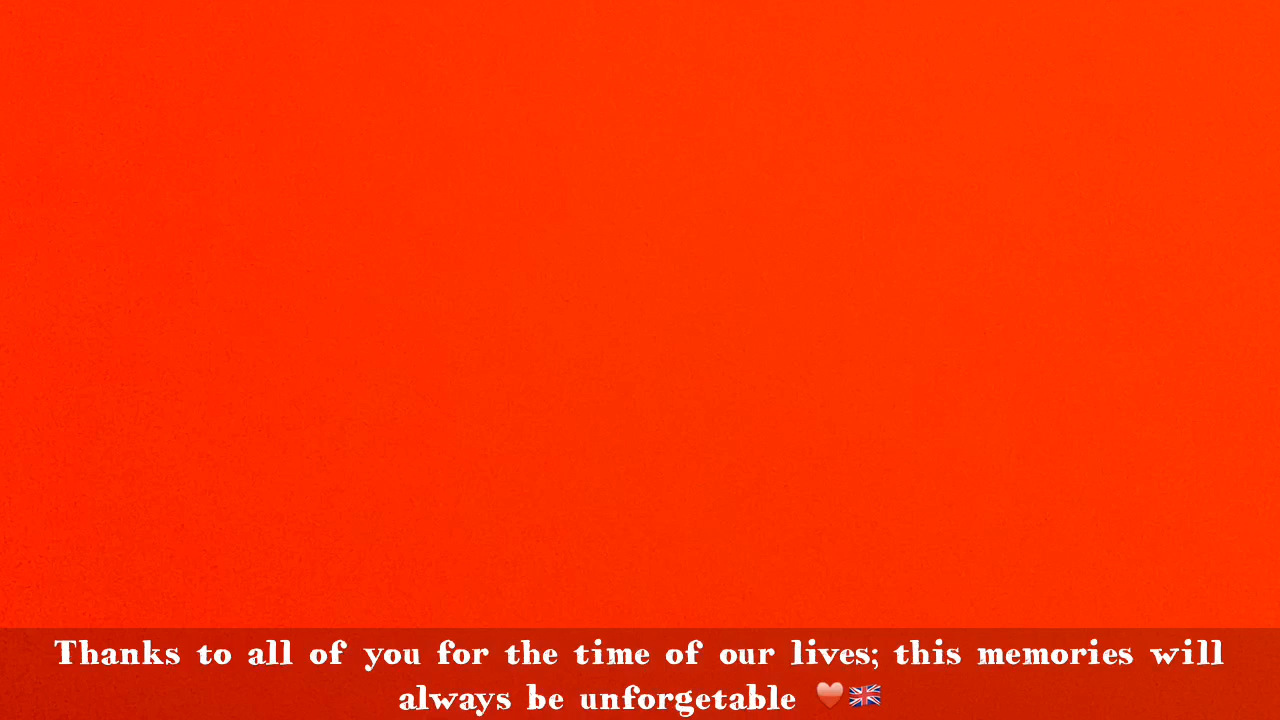 Thanks to all of you for the time of our lives; this memories will
always be unforgetable ❤️🇬🇧